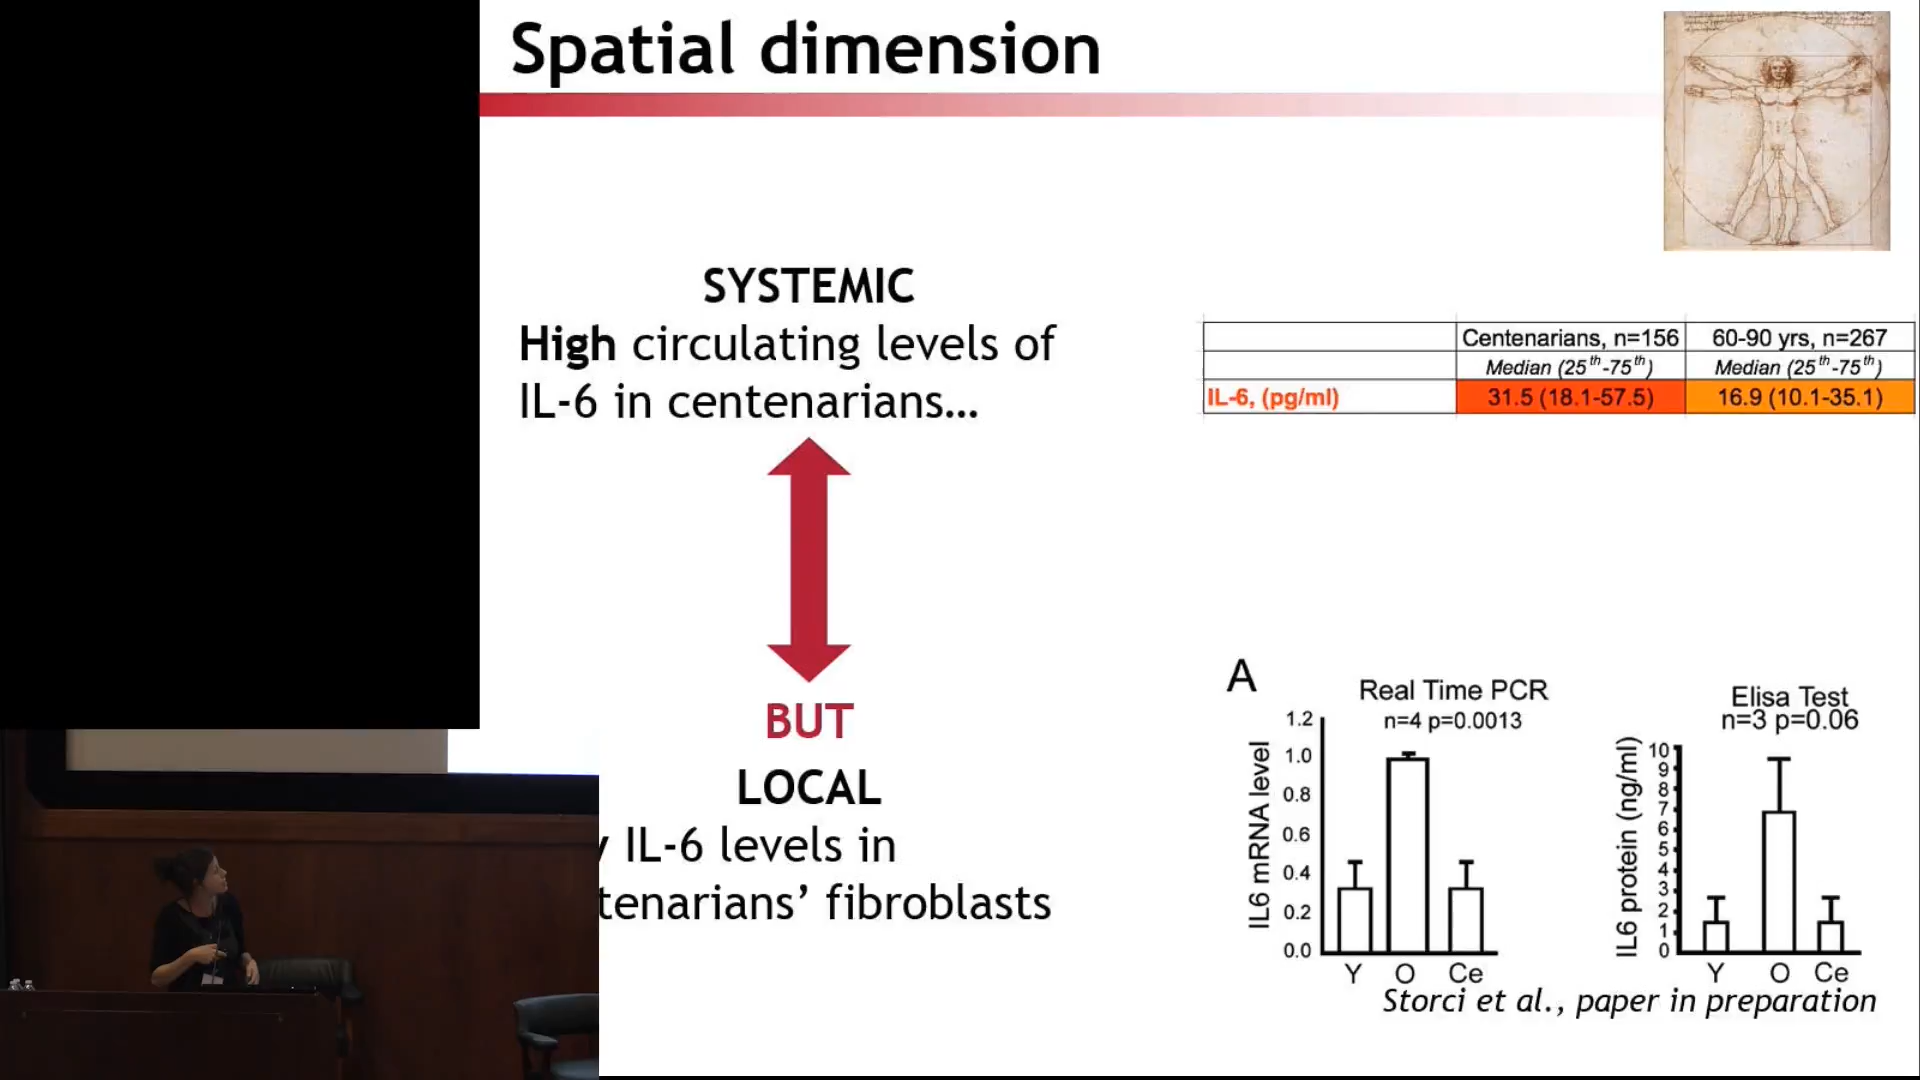 Spatial dimension
SYSTEMIC
High circulating levels of
IL-6 in centenarians...
BUT
LOCAL
IL-6 levels in
tenarians’ fibroblasts
Centenarians, n=156 60-90 yrs, n=267
Median (25th-75th) Median (25th-75th)
IL-6, (pg/ml) 31.5 (18.1-57.5) 16.9 (10.1-35.1)
A
Real Time PCR
n=4 p=0.0013
IL6 mRNA level
1.2
1.0
0.8
0.6
0.4
0.2
0.0
Y O Ce
Elisa Test
n=3 p=0.06
IL6 protein (ng/ml)
10
9
8
7
6
5
4
3
2
1
0
Y O Ce
Storci et al., paper in preparation